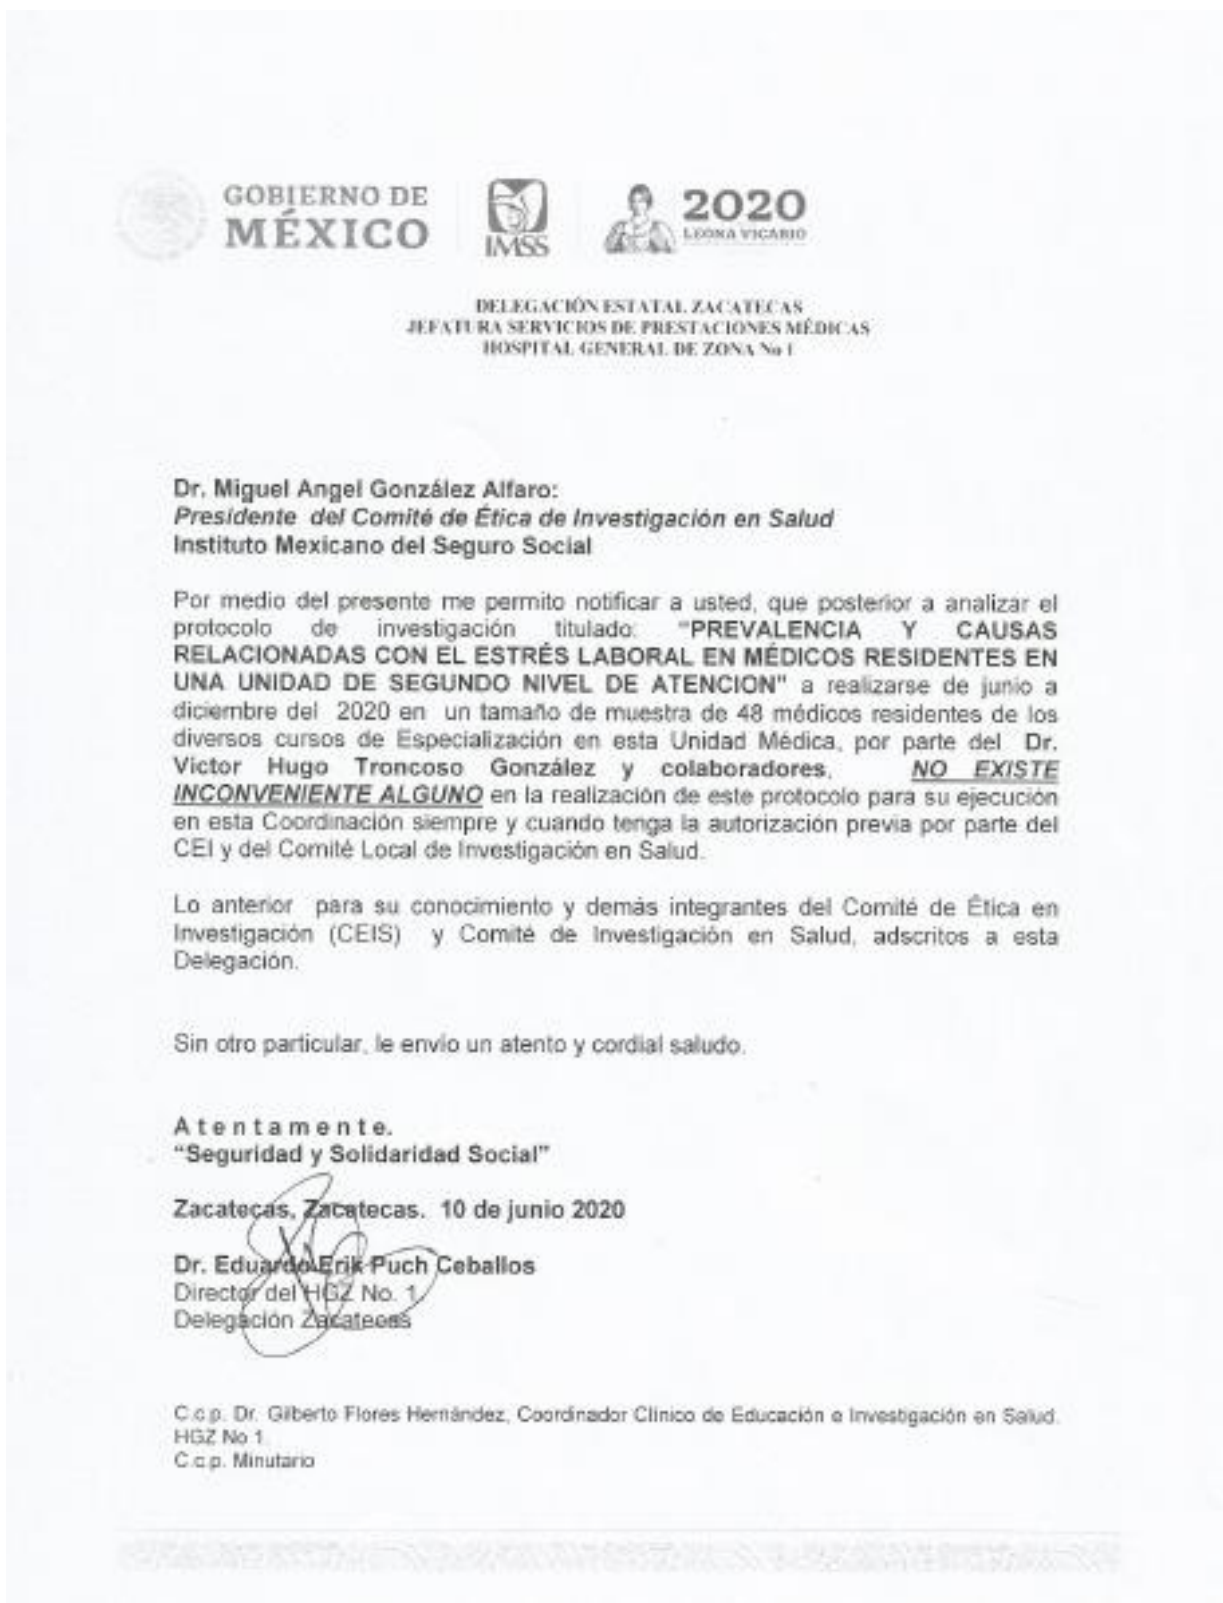 GOBIERNO DE
MÉXICO
IMSS
2020
LEONA VICARIO
DELEGACIÓN ESTATAL ZACATECAS
JEFATURA SERVICIOS DE PRESTACIONES MÉDICAS
HOSPITAL GENERAL DE ZONA No 1
Dr. Miguel Angel González Alfaro:
Presidente del Comité de Ética de Investigación en Salud
Instituto Mexicano del Seguro Social
Por medio del presente me permito notificar a usted, que posterior a analizar el
protocolo de investigación titulado: "PREVALENCIA Y CAUSAS
RELACIONADAS CON EL ESTRÉS LABORAL EN MÉDICOS RESIDENTES EN
UNA UNIDAD DE SEGUNDO NIVEL DE ATENCION" a realizarse de junio a
diciembre del 2020 en un tamaño de muestra de 48 médicos residentes de los
diversos cursos de Especialización en esta Unidad Médica, por parte del Dr.
Victor Hugo Troncoso González y colaboradores, NO EXISTE
INCONVENIENTE ALGUNO en la realización de este protocolo para su ejecución
en esta Coordinación siempre y cuando tenga la autorización previa por parte del
CEI y del Comité Local de Investigación en Salud.
Lo anterior para su conocimiento y demás integrantes del Comité de Ética en
Investigación (CEIS) y Comité de Investigación en Salud, adscritos a esta
Delegación.
Sin otro particular, le envío un atento y cordial saludo.
Atentamente.
"Seguridad y Solidaridad Social"
Zacatecas, Zacatecas. 10 de junio 2020
Dr. Eduardo Erik Puch Ceballos
Director del HGZ No. 1
Delegación Zacatecas
C.c.p. Dr. Gilberto Flores Hernández, Coordinador Clínico de Educación e Investigación en Salud.
HGZ No 1.
C.c.p. Minutario